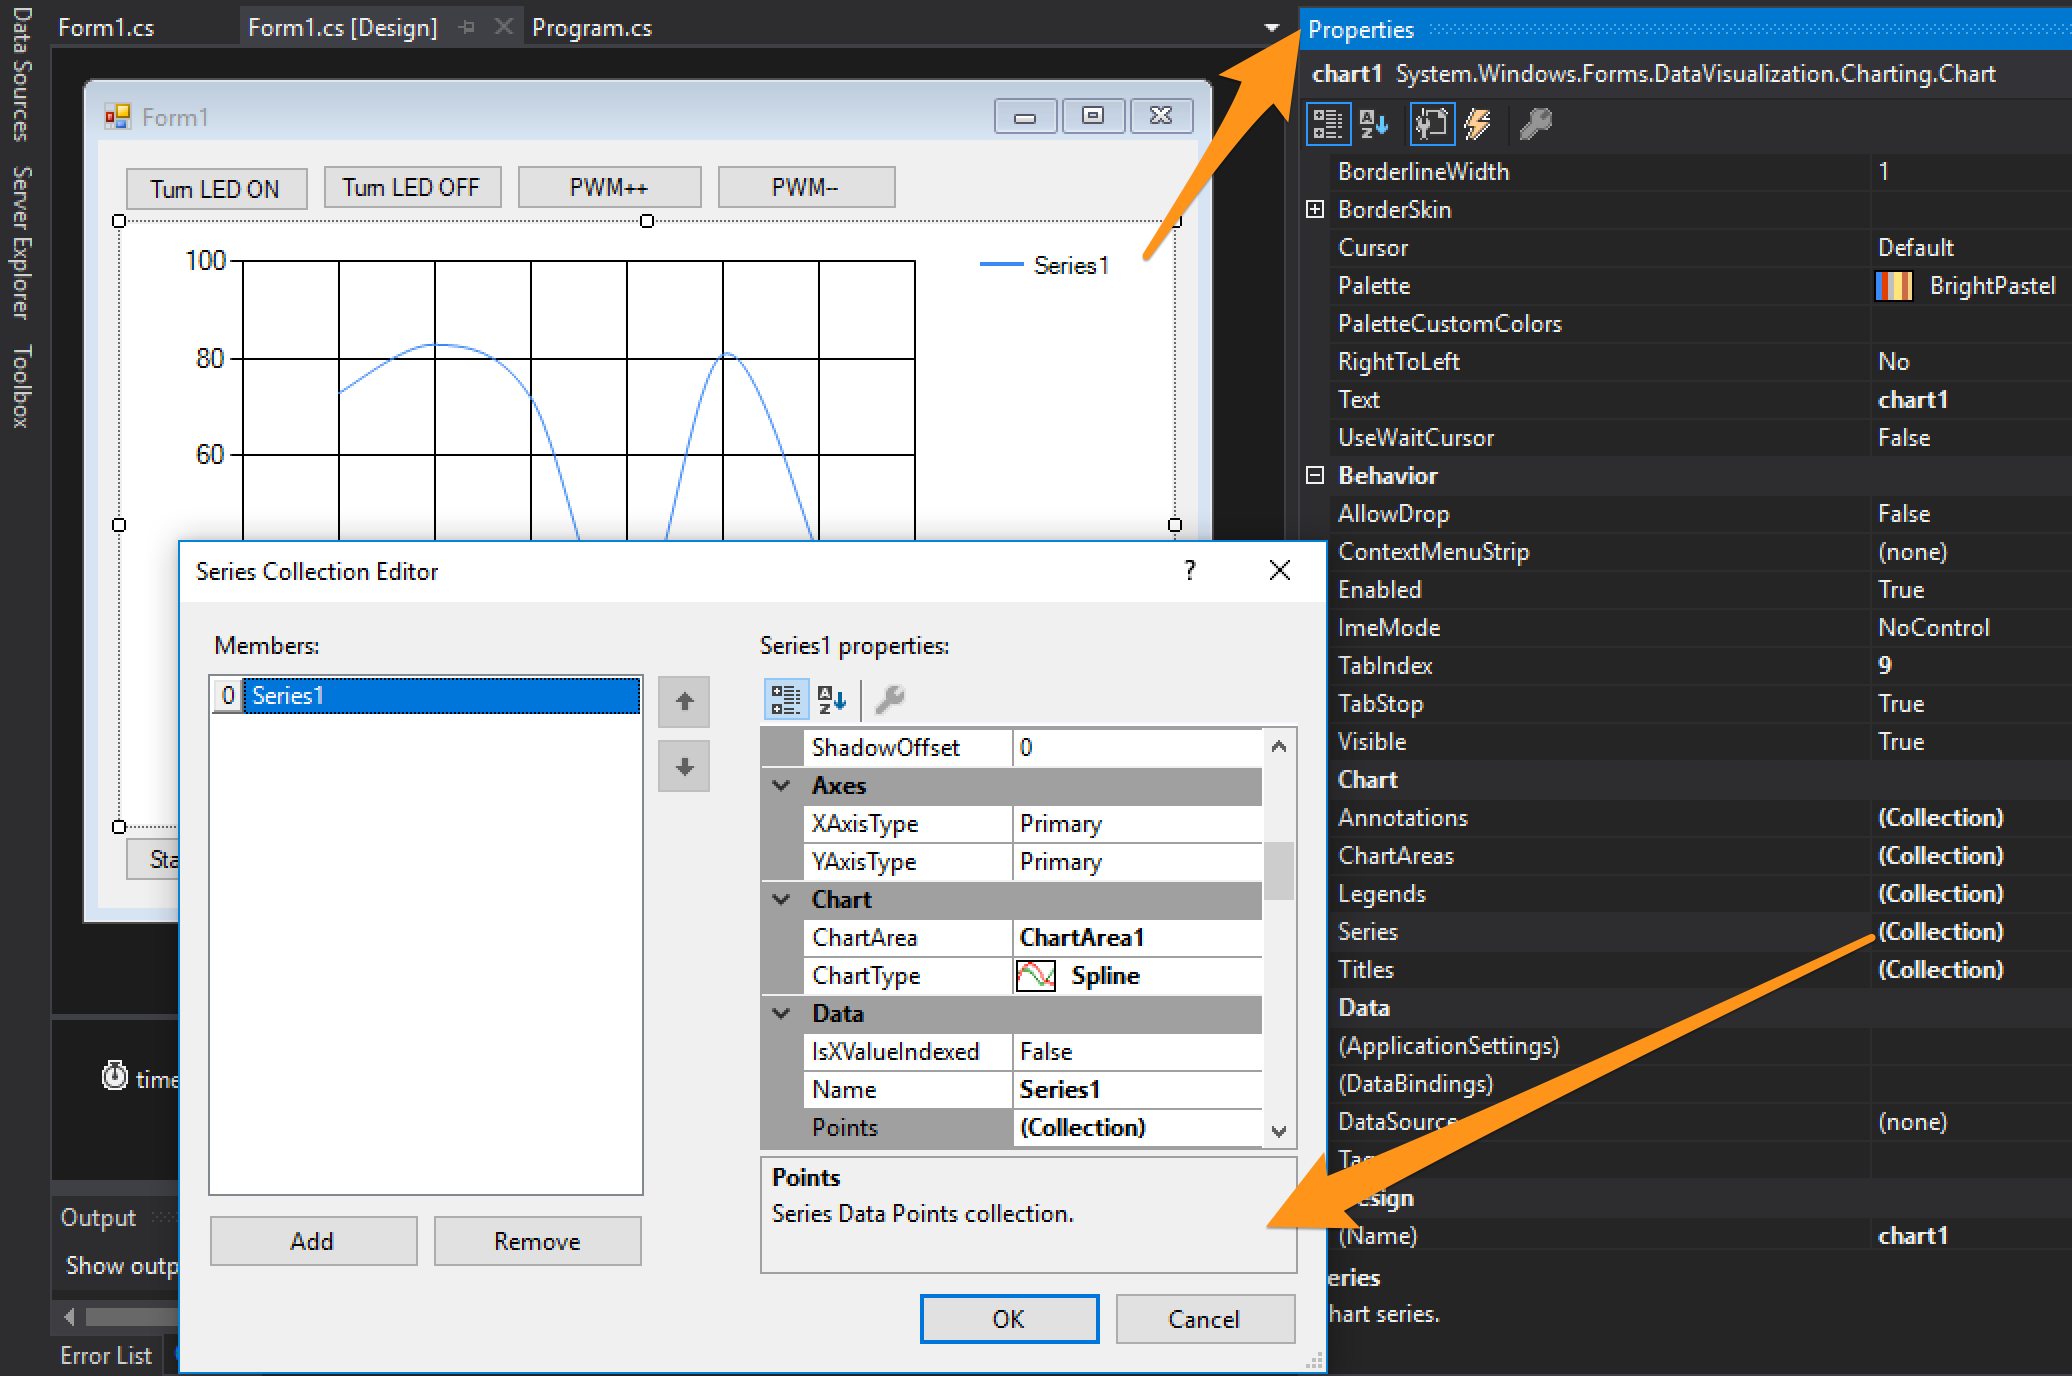 Data Sources
Server Explorer
Toolbox
Form1.cs
Form1.cs [Design]
Program.cs
Form1
Turn LED ON
Turn LED OFF
PWM++
PWM--
100
80
60
Series1
Sta
time
Output
Show outp
Error List
Series Collection Editor
?
Members:
0 Series1
Add
Remove
Series1 properties:
ShadowOffset 0
Axes
XAxisType Primary
YAxisType Primary
Chart
ChartArea ChartArea1
ChartType Spline
Data
IsXValueIndexed False
Name Series1
Points (Collection)
Points
Series Data Points collection.
OK
Cancel
Properties
chart1 System.Windows.Forms.DataVisualization.Charting.Chart
BorderlineWidth 1
BorderSkin
Cursor Default
Palette BrightPastel
PaletteCustomColors
RightToLeft No
Text chart1
UseWaitCursor False
Behavior
AllowDrop False
ContextMenuStrip (none)
Enabled True
ImeMode NoControl
TabIndex 9
TabStop True
Visible True
Chart
Annotations (Collection)
ChartAreas (Collection)
Legends (Collection)
Series (Collection)
Titles (Collection)
Data
(ApplicationSettings)
(DataBindings)
DataSource (none)
Tag
Design
(Name) chart1
eries
hart series.